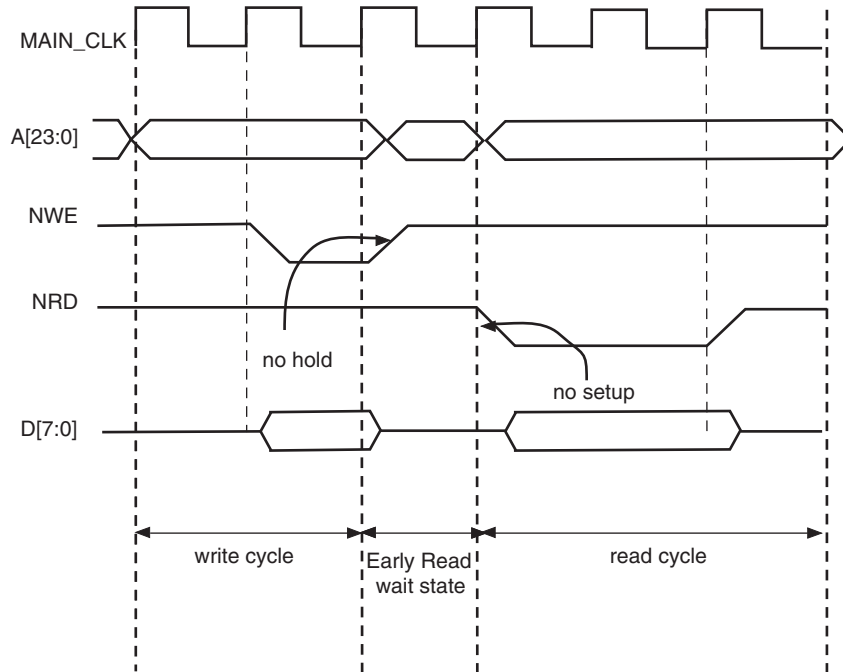 MAIN_CLK
A[23:0]
NWE
NRD
no hold
no setup
D[7:0]
write cycle
Early Read
wait state
read cycle